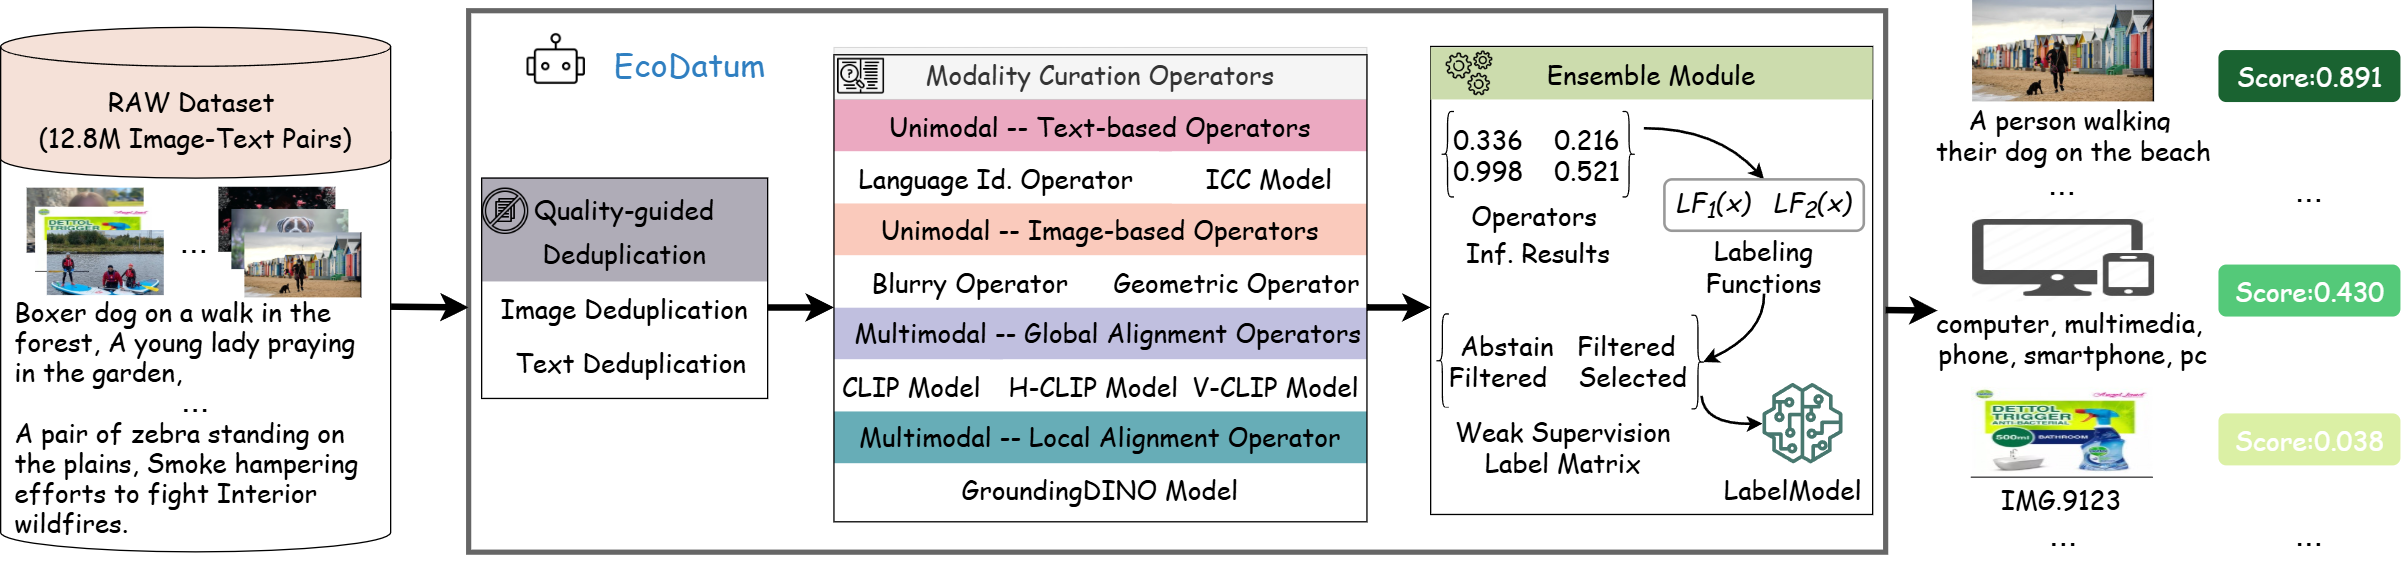 RAW Dataset
(12.8M Image-Text Pairs)
DETTOL
TRIGGER
...
Boxer dog on a walk in the
forest, A young lady praying
in the garden,
...
A pair of zebra standing on
the plains, Smoke hampering
efforts to fight Interior
wildfires.
EcoDatum
Quality-guided
Deduplication
Image Deduplication
Text Deduplication
Modality Curation Operators
Unimodal -- Text-based Operators
Language Id. Operator ICC Model
Unimodal -- Image-based Operators
Blurry Operator Geometric Operator
Multimodal -- Global Alignment Operators
CLIP Model H-CLIP Model V-CLIP Model
Multimodal -- Local Alignment Operator
GroundingDINO Model
Ensemble Module
0.336 0.216
0.998 0.521
Operators
Inf. Results
LF1(x) LF2(x)
Labeling
Functions
Abstain Filtered
Filtered Selected
Weak Supervision
Label Matrix
LabelModel
A person walking
their dog on the beach
...
Score:0.891
...
computer, multimedia,
phone, smartphone, pc
Score:0.430
DETTOL
TRIGGER
ANTI-BACTERIAL
500ml BATHROOM
IMG.9123
...
Score:0.038
...